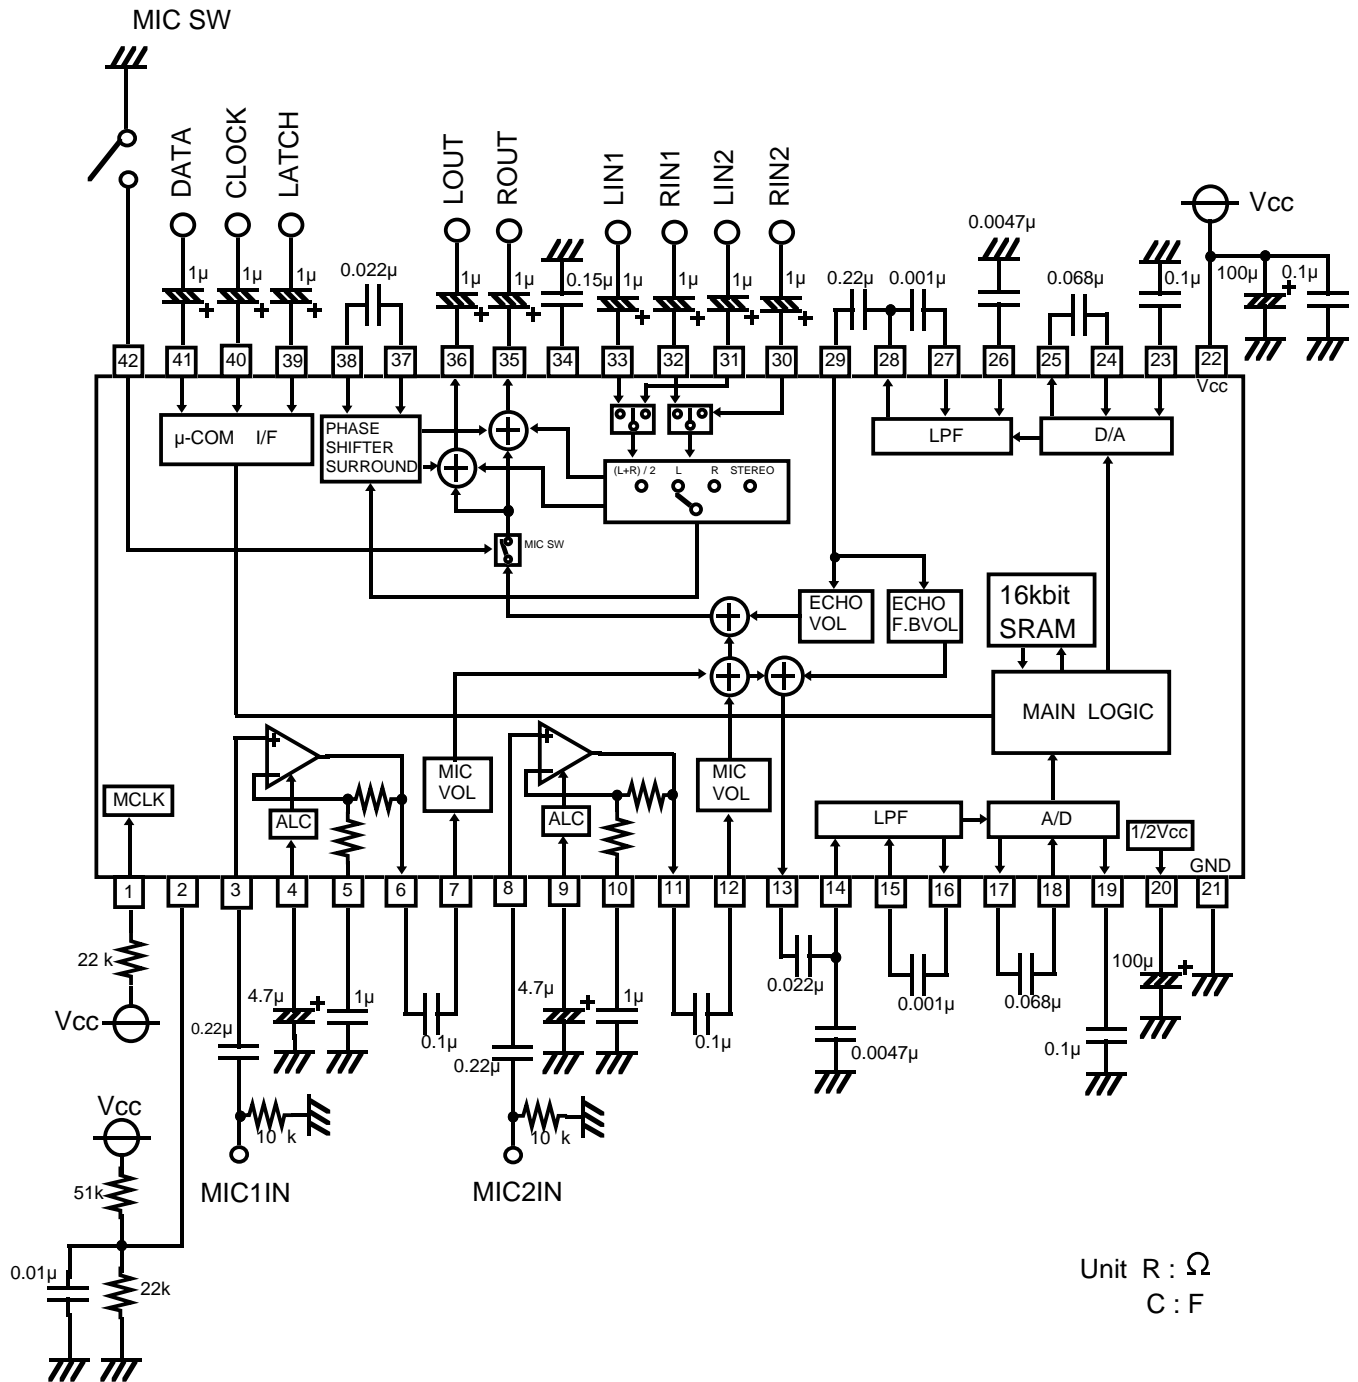 MIC SW
DATA
CLOCK
LATCH
LOUT
ROUT
LIN1
RIN1
LIN2
RIN2
Vcc
1µ
1µ
1µ
0.022µ
1µ
1µ
0.15µ
1µ
1µ
1µ
1µ
0.22µ
0.001µ
0.0047µ
0.068µ
0.1µ
100µ
0.1µ
42
41
40
39
38
37
36
35
34
33
32
31
30
29
28
27
26
25
24
23
22
Vcc
µ-COM I/F
PHASE
SHIFTER
SURROUND
(L+R) / 2
L
R
STEREO
LPF
D/A
MIC SW
ECHO
VOL
ECHO
F.BVOL
16kbit
SRAM
MAIN LOGIC
MCLK
ALC
MIC
VOL
ALC
MIC
VOL
LPF
A/D
1/2Vcc
GND
1
2
3
4
5
6
7
8
9
10
11
12
13
14
15
16
17
18
19
20
21
22 k
Vcc
0.22µ
4.7µ
1µ
0.1µ
0.22µ
4.7µ
1µ
0.1µ
0.022µ
0.0047µ
0.001µ
0.068µ
0.1µ
100µ
10 k
10 k
MIC1IN
MIC2IN
Vcc
51k
0.01µ
22k
Unit R : Ω
C : F